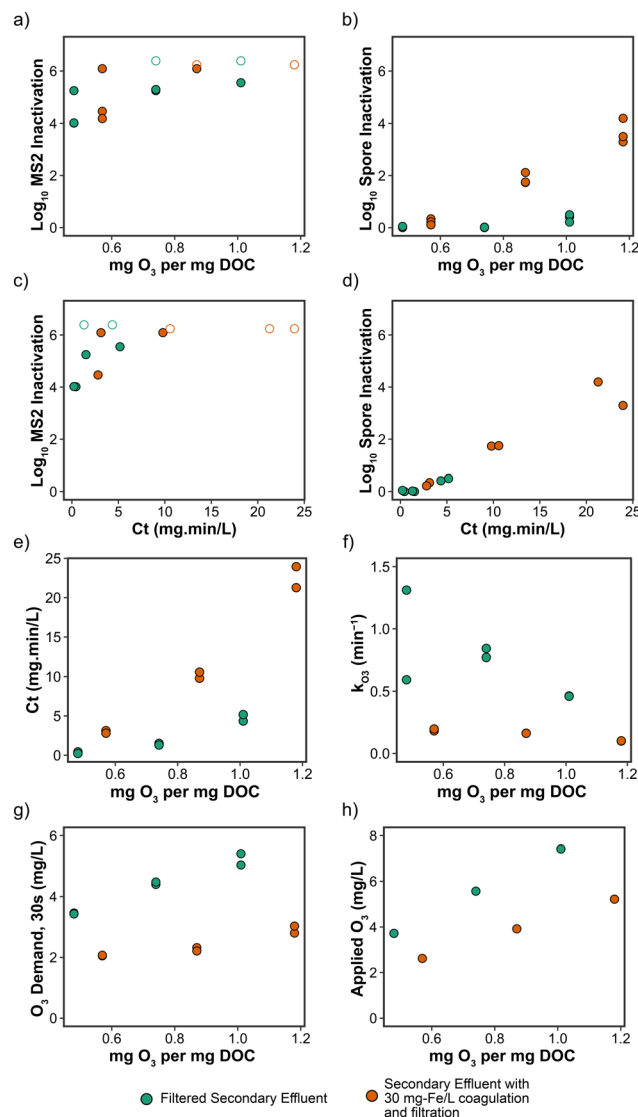 a)
Log₁₀ MS2 Inactivation
6
4
2
0
0.6
0.8
1.0
1.2
mg O₃ per mg DOC
b)
Log₁₀ Spore Inactivation
6
4
2
0
0.6
0.8
1.0
1.2
mg O₃ per mg DOC
c)
Log₁₀ MS2 Inactivation
6
4
2
0
0
5
10
15
20
25
Ct (mg.min/L)
d)
Log₁₀ Spore Inactivation
6
4
2
0
0
5
10
15
20
25
Ct (mg.min/L)
e)
Ct (mg.min/L)
25
20
15
10
5
0
0.6
0.8
1.0
1.2
mg O₃ per mg DOC
f)
k_O3 (min⁻¹)
1.5
1.0
0.5
0.0
0.6
0.8
1.0
1.2
mg O₃ per mg DOC
g)
O₃ Demand, 30s (mg/L)
6
4
2
0
0.6
0.8
1.0
1.2
mg O₃ per mg DOC
h)
Applied O₃ (mg/L)
8
6
4
2
0
0.6
0.8
1.0
1.2
mg O₃ per mg DOC
Filtered Secondary Effluent
Secondary Effluent with
30 mg-Fe/L coagulation
and filtration